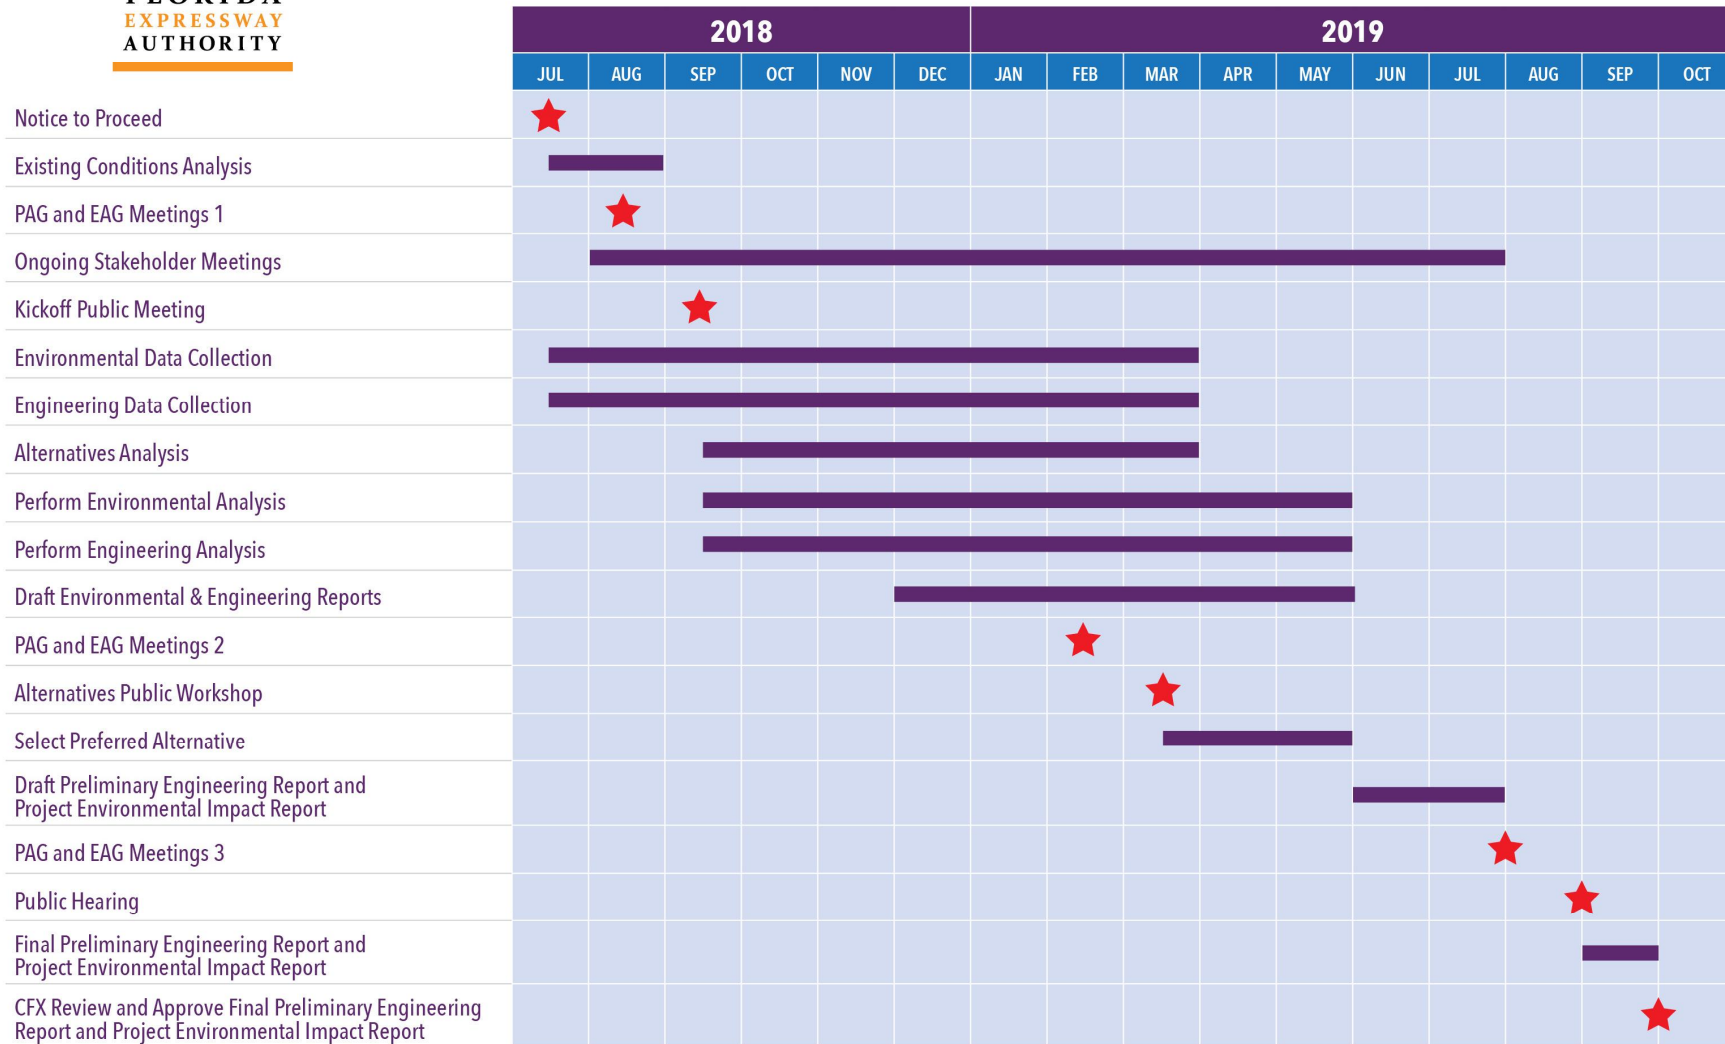 FLORIDA
EXPRESSWAY
AUTHORITY
2018 2019
JUL AUG SEP OCT NOV DEC JAN FEB MAR APR MAY JUN JUL AUG SEP OCT
Notice to Proceed
Existing Conditions Analysis
PAG and EAG Meetings 1
Ongoing Stakeholder Meetings
Kickoff Public Meeting
Environmental Data Collection
Engineering Data Collection
Alternatives Analysis
Perform Environmental Analysis
Perform Engineering Analysis
Draft Environmental & Engineering Reports
PAG and EAG Meetings 2
Alternatives Public Workshop
Select Preferred Alternative
Draft Preliminary Engineering Report and
Project Environmental Impact Report
PAG and EAG Meetings 3
Public Hearing
Final Preliminary Engineering Report and
Project Environmental Impact Report
CFX Review and Approve Final Preliminary Engineering
Report and Project Environmental Impact Report